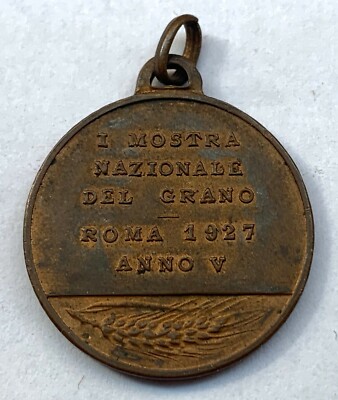 I MOSTRA
NAZIONALE
DEL GRANO
ROMA 1927
ANNO V